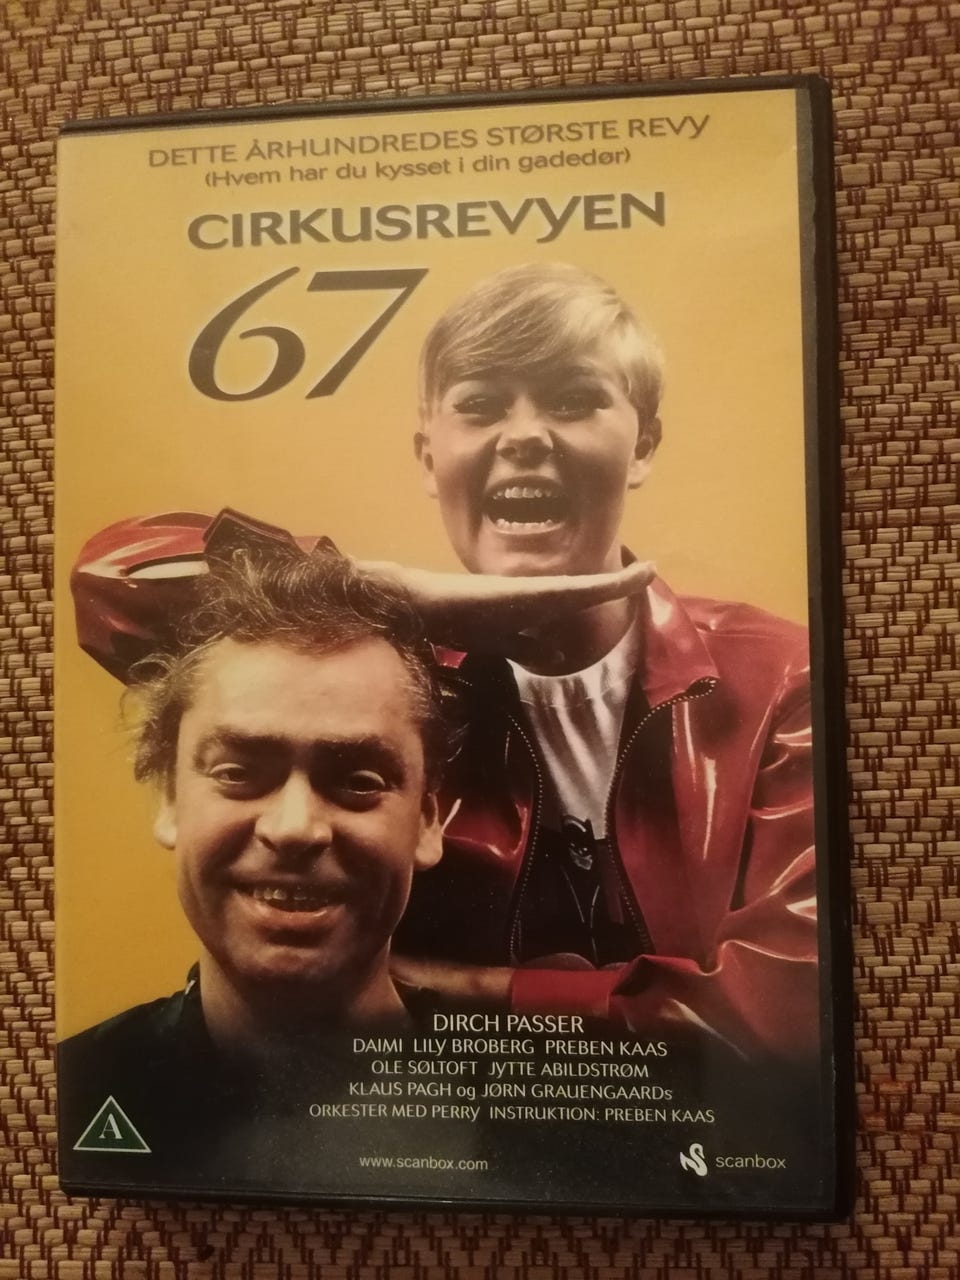 DETTE ÅRHUNDREDES STØRSTE REVY
(Hvem har du kysset i din gadedør)
CIRKUSREVYEN
67
DIRCH PASSER
DAIMI LILY BROBERG PREBEN KAAS
OLE SØLTOFT JYTTE ABILDSTRØM
KLAUS PAGH og JØRN GRAUENGAARDs
ORKESTER MED PERRY INSTRUKTION: PREBEN KAAS
A
www.scanbox.com
scanbox